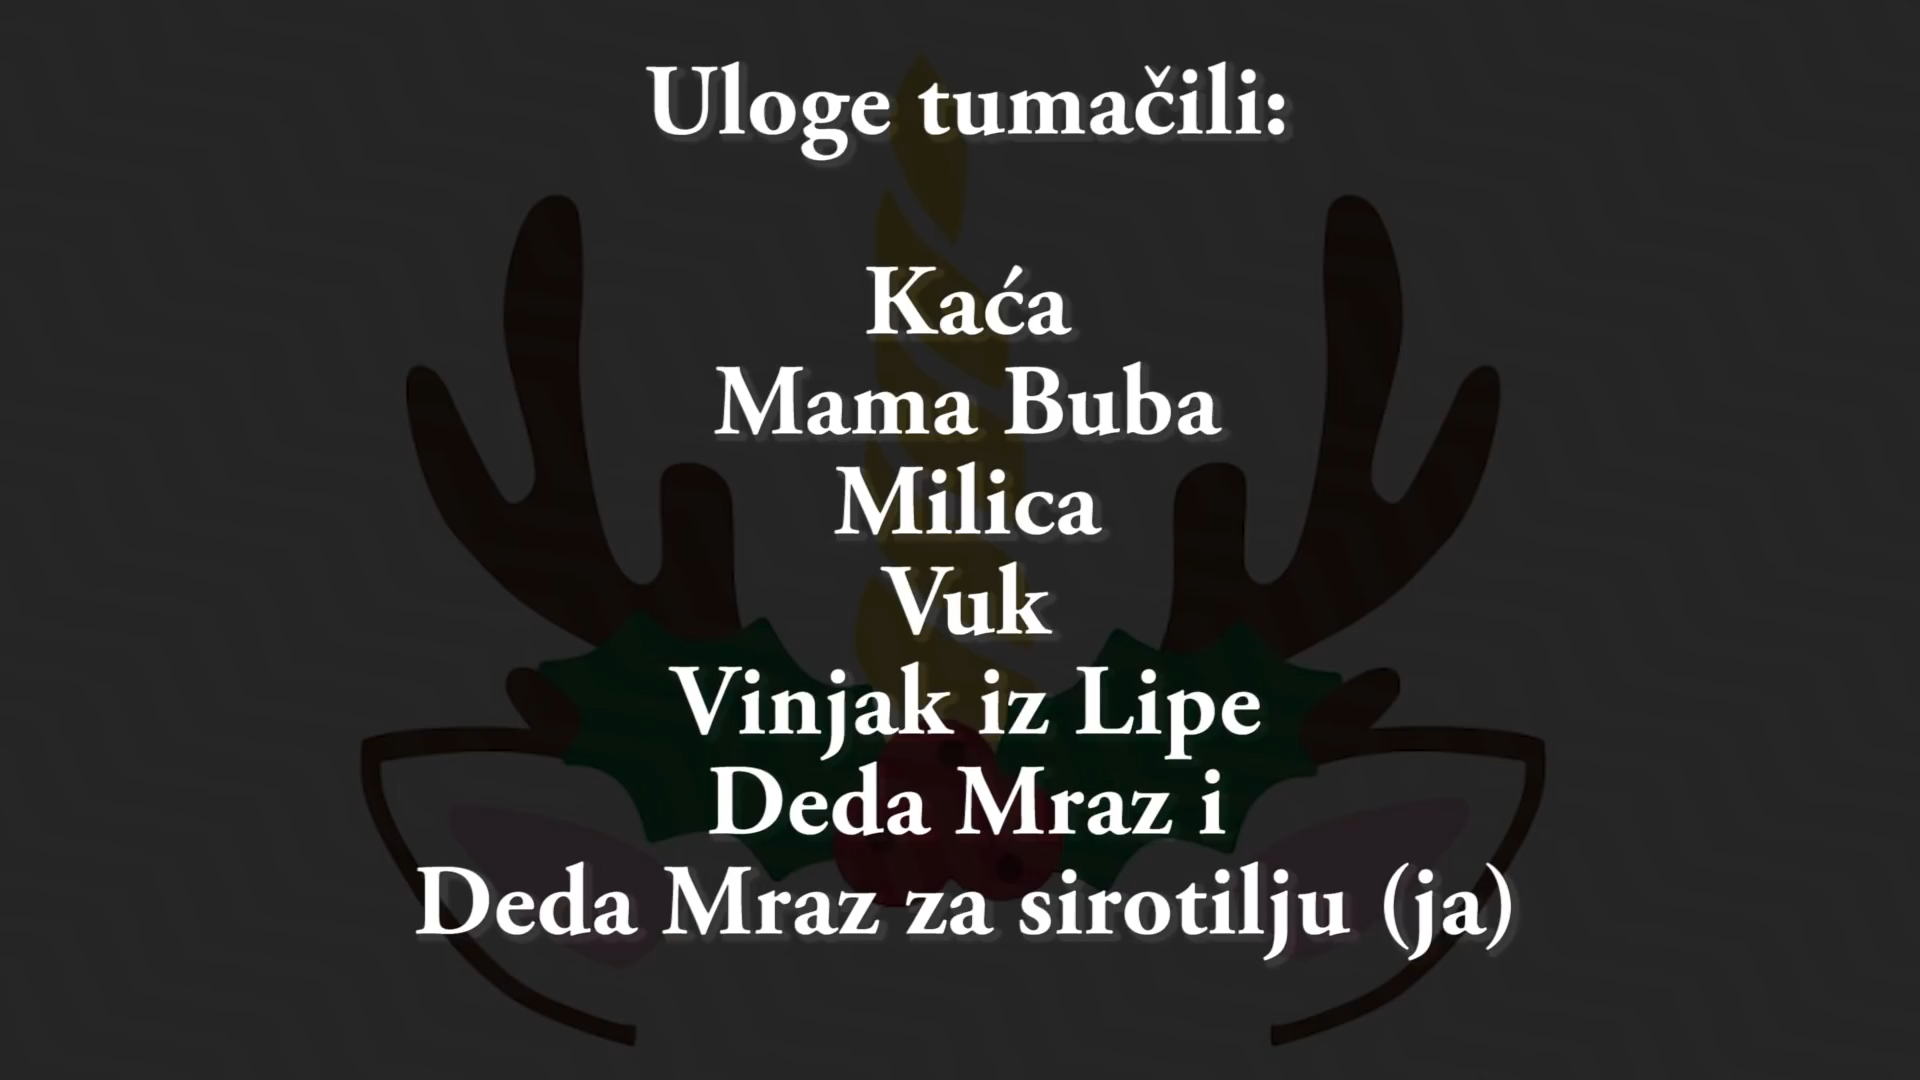 Uloge tumačili:
Kaća
Mama Buba
Milica
Vuk
Vinjak iz Lipe
Deda Mraz i
Deda Mraz za sirotilju (ja)